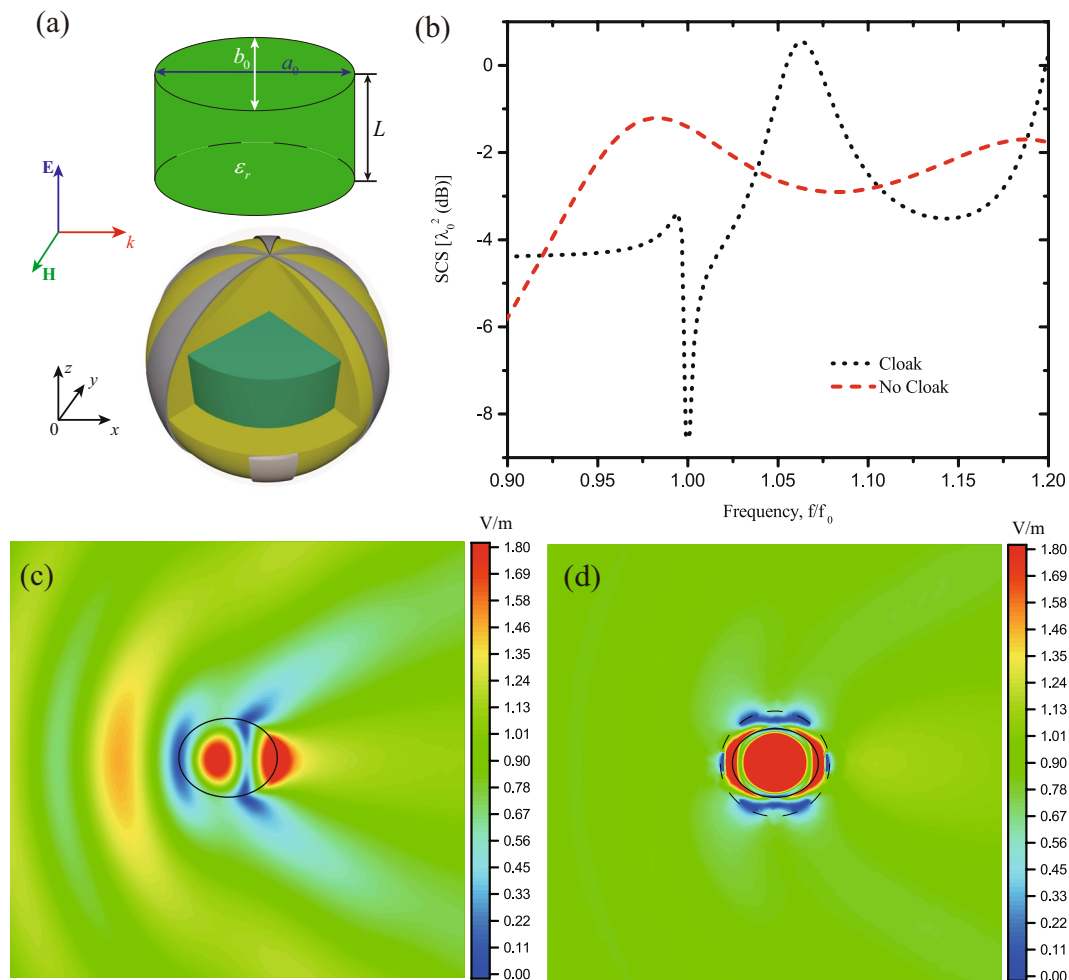 (a)
b₀
a₀
L
εᵣ
E
k
H
z
y
0
x
(b)
SCS [λ₀² (dB)]
0
-2
-4
-6
-8
Cloak
No Cloak
0.90
0.95
1.00
1.05
1.10
1.15
1.20
Frequency, f/f₀
(c)
V/m
1.80
1.69
1.57
1.46
1.35
1.24
1.13
1.01
0.90
0.79
0.67
0.56
0.45
0.33
0.22
0.11
0.00
(d)
V/m
1.80
1.69
1.57
1.46
1.35
1.24
1.13
1.01
0.90
0.79
0.67
0.56
0.45
0.33
0.22
0.11
0.00